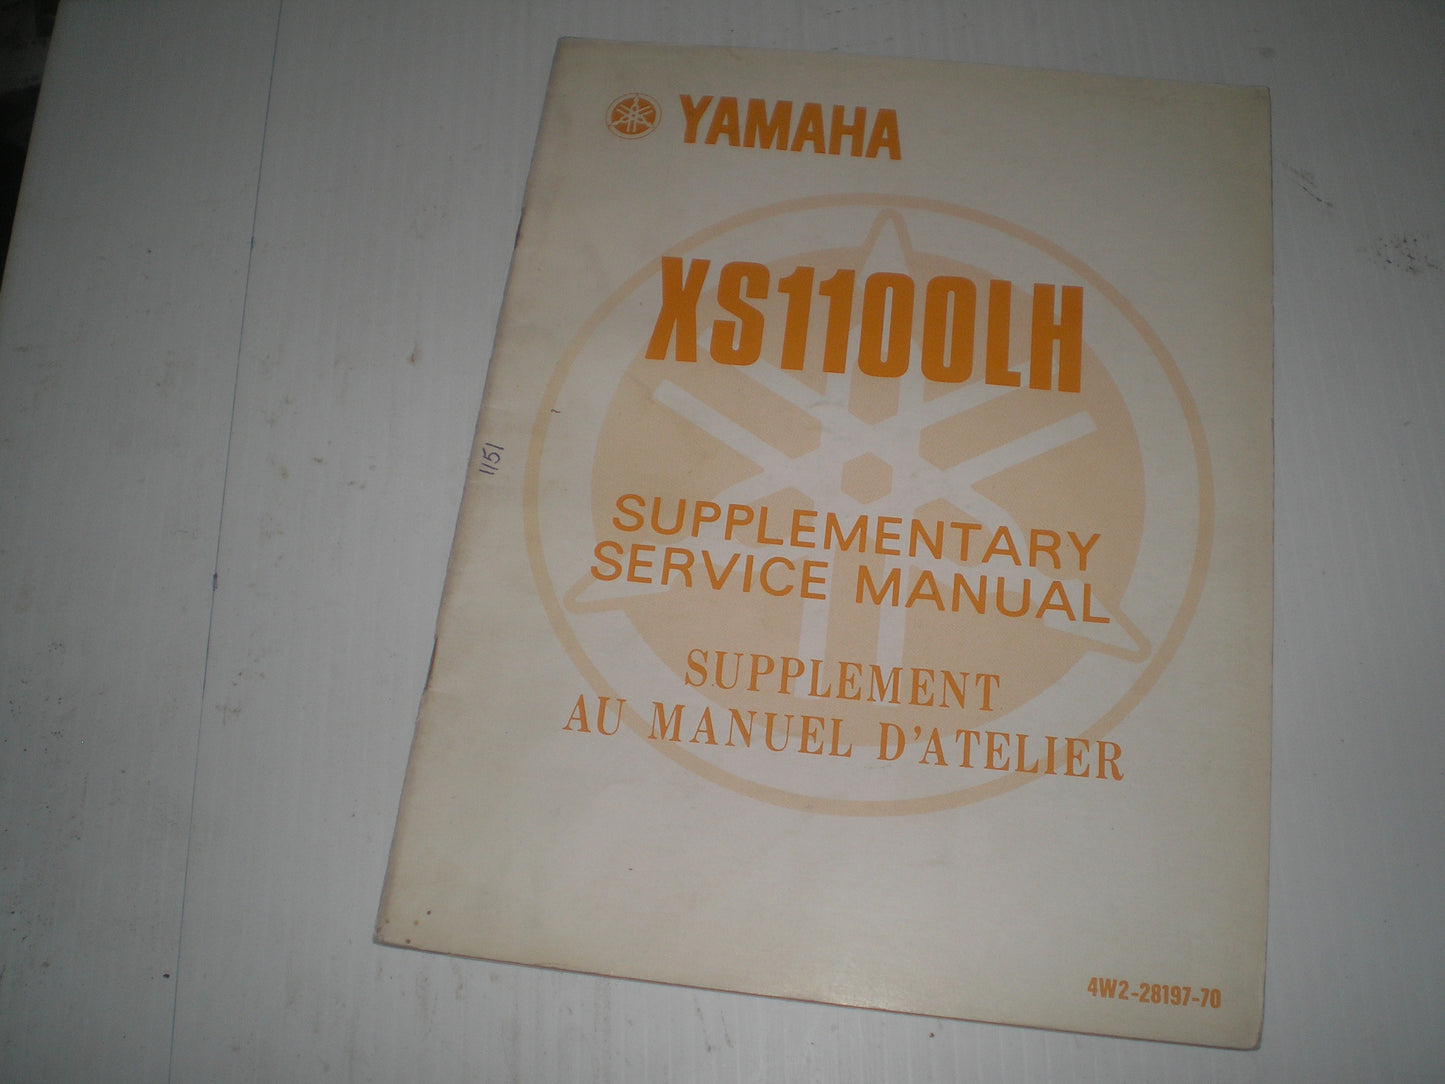 YAMAHA
XS1100LH
1151
SUPPLEMENTARY
SERVICE MANUAL
SUPPLEMENT
AU MANUEL D'ATELIER
4W2-28197-70